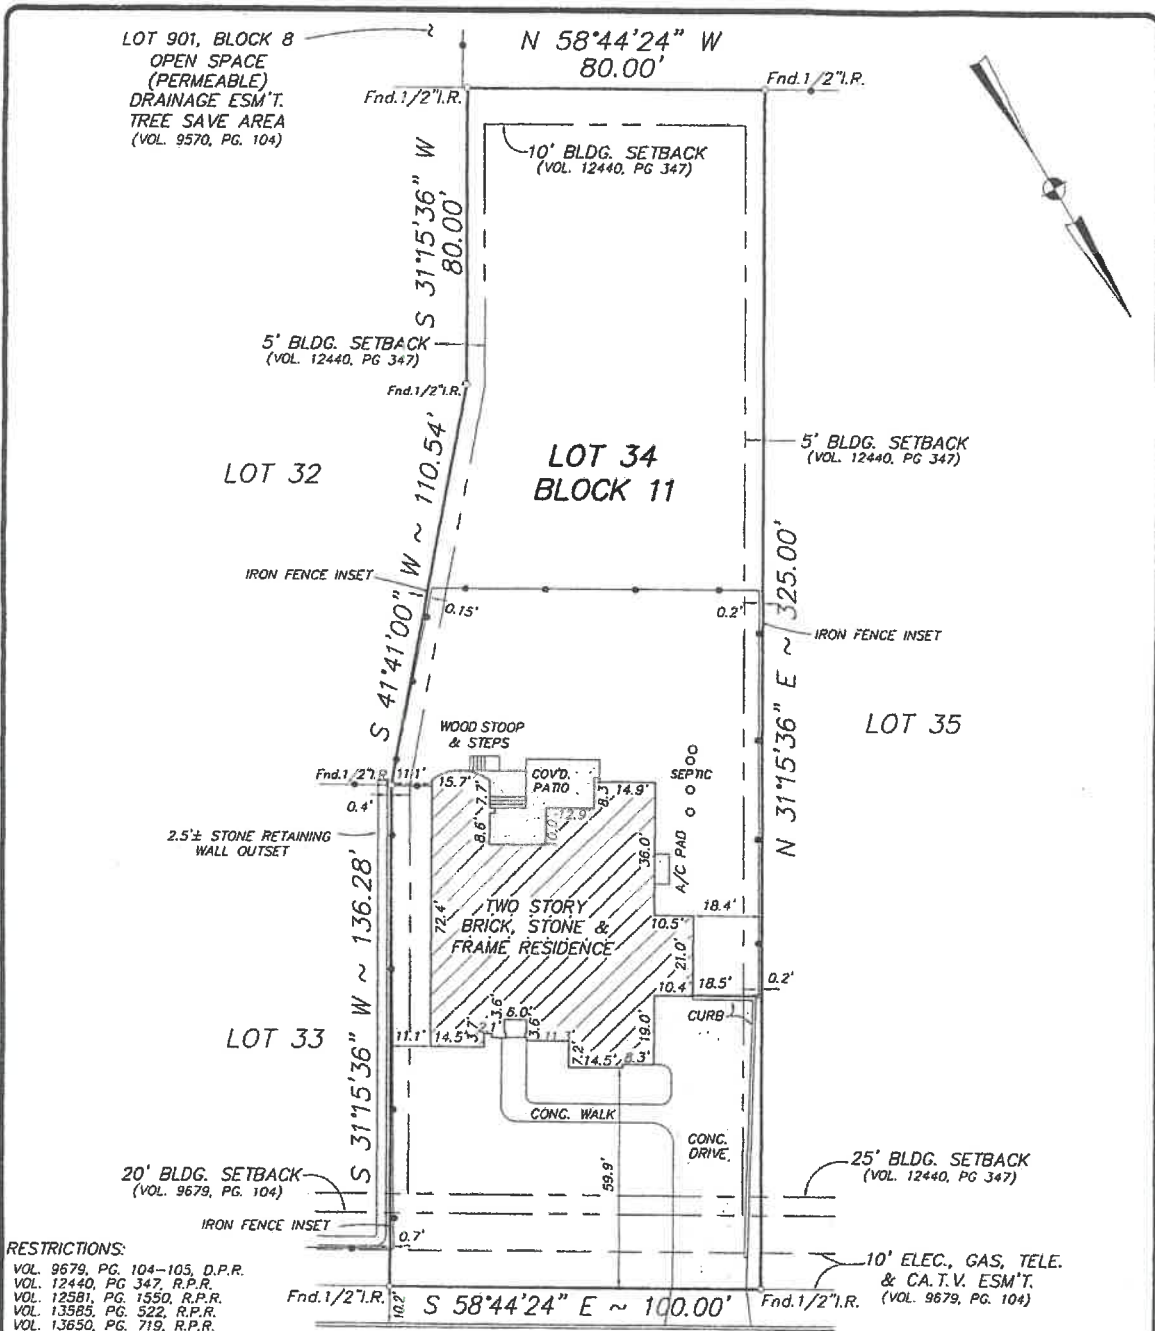 LOT 901, BLOCK 8
OPEN SPACE
(PERMEABLE)
DRAINAGE ESM'T.
TREE SAVE AREA
(VOL. 9570, PG. 104)
N 58°44'24" W
80.00'
Fnd.1/2"I.R.
Fnd.1/2"I.R.
10' BLDG. SETBACK
(VOL. 12440, PG 347)
S 31°15'36" W
80.00'
5' BLDG. SETBACK
(VOL. 12440, PG 347)
Fnd.1/2"I.R.
LOT 32
LOT 34
BLOCK 11
5' BLDG. SETBACK
(VOL. 12440, PG 347)
S 41°41'00" W ~ 110.54'
IRON FENCE INSET
0.15'
0.2'
IRON FENCE INSET
N 31°15'36" E ~ 325.00'
LOT 35
WOOD STOOP
& STEPS
COV'D.
PATIO
SEPTIC
Fnd.1/2"I.R.
11.1'
15.7'
7.7'
8.6'
12.9'
8.3'
14.9'
0.4'
2.5'± STONE RETAINING
WALL OUTSET
36.0'
A/C PAD
72.4'
TWO STORY
BRICK, STONE &
FRAME RESIDENCE
18.4'
10.5'
21.0'
10.4'
18.5'
0.2'
CURB
S 31°15'36" W ~ 136.28'
LOT 33
11.1'
14.5'
3.7'
2.1'
3.6'
6.0'
3.6'
11.3'
7.2'
14.5'
8.3'
19.0'
CONC. WALK
CONC.
DRIVE
59.9'
20' BLDG. SETBACK
(VOL. 9679, PG. 104)
25' BLDG. SETBACK
(VOL. 12440, PG 347)
IRON FENCE INSET
0.7'
10' ELEC., GAS, TELE.
& CA.T.V. ESM'T.
(VOL. 9679, PG. 104)
RESTRICTIONS:
VOL. 9679, PG. 104-105, D.P.R.
VOL. 12440, PG 347, R.P.R.
VOL. 12581, PG. 1550, R.P.R.
VOL. 13585, PG. 522, R.P.R.
VOL. 13650, PG. 719, R.P.R.
Fnd.1/2"I.R.
10.2'
S 58°44'24" E ~ 100.00'
Fnd.1/2"I.R.